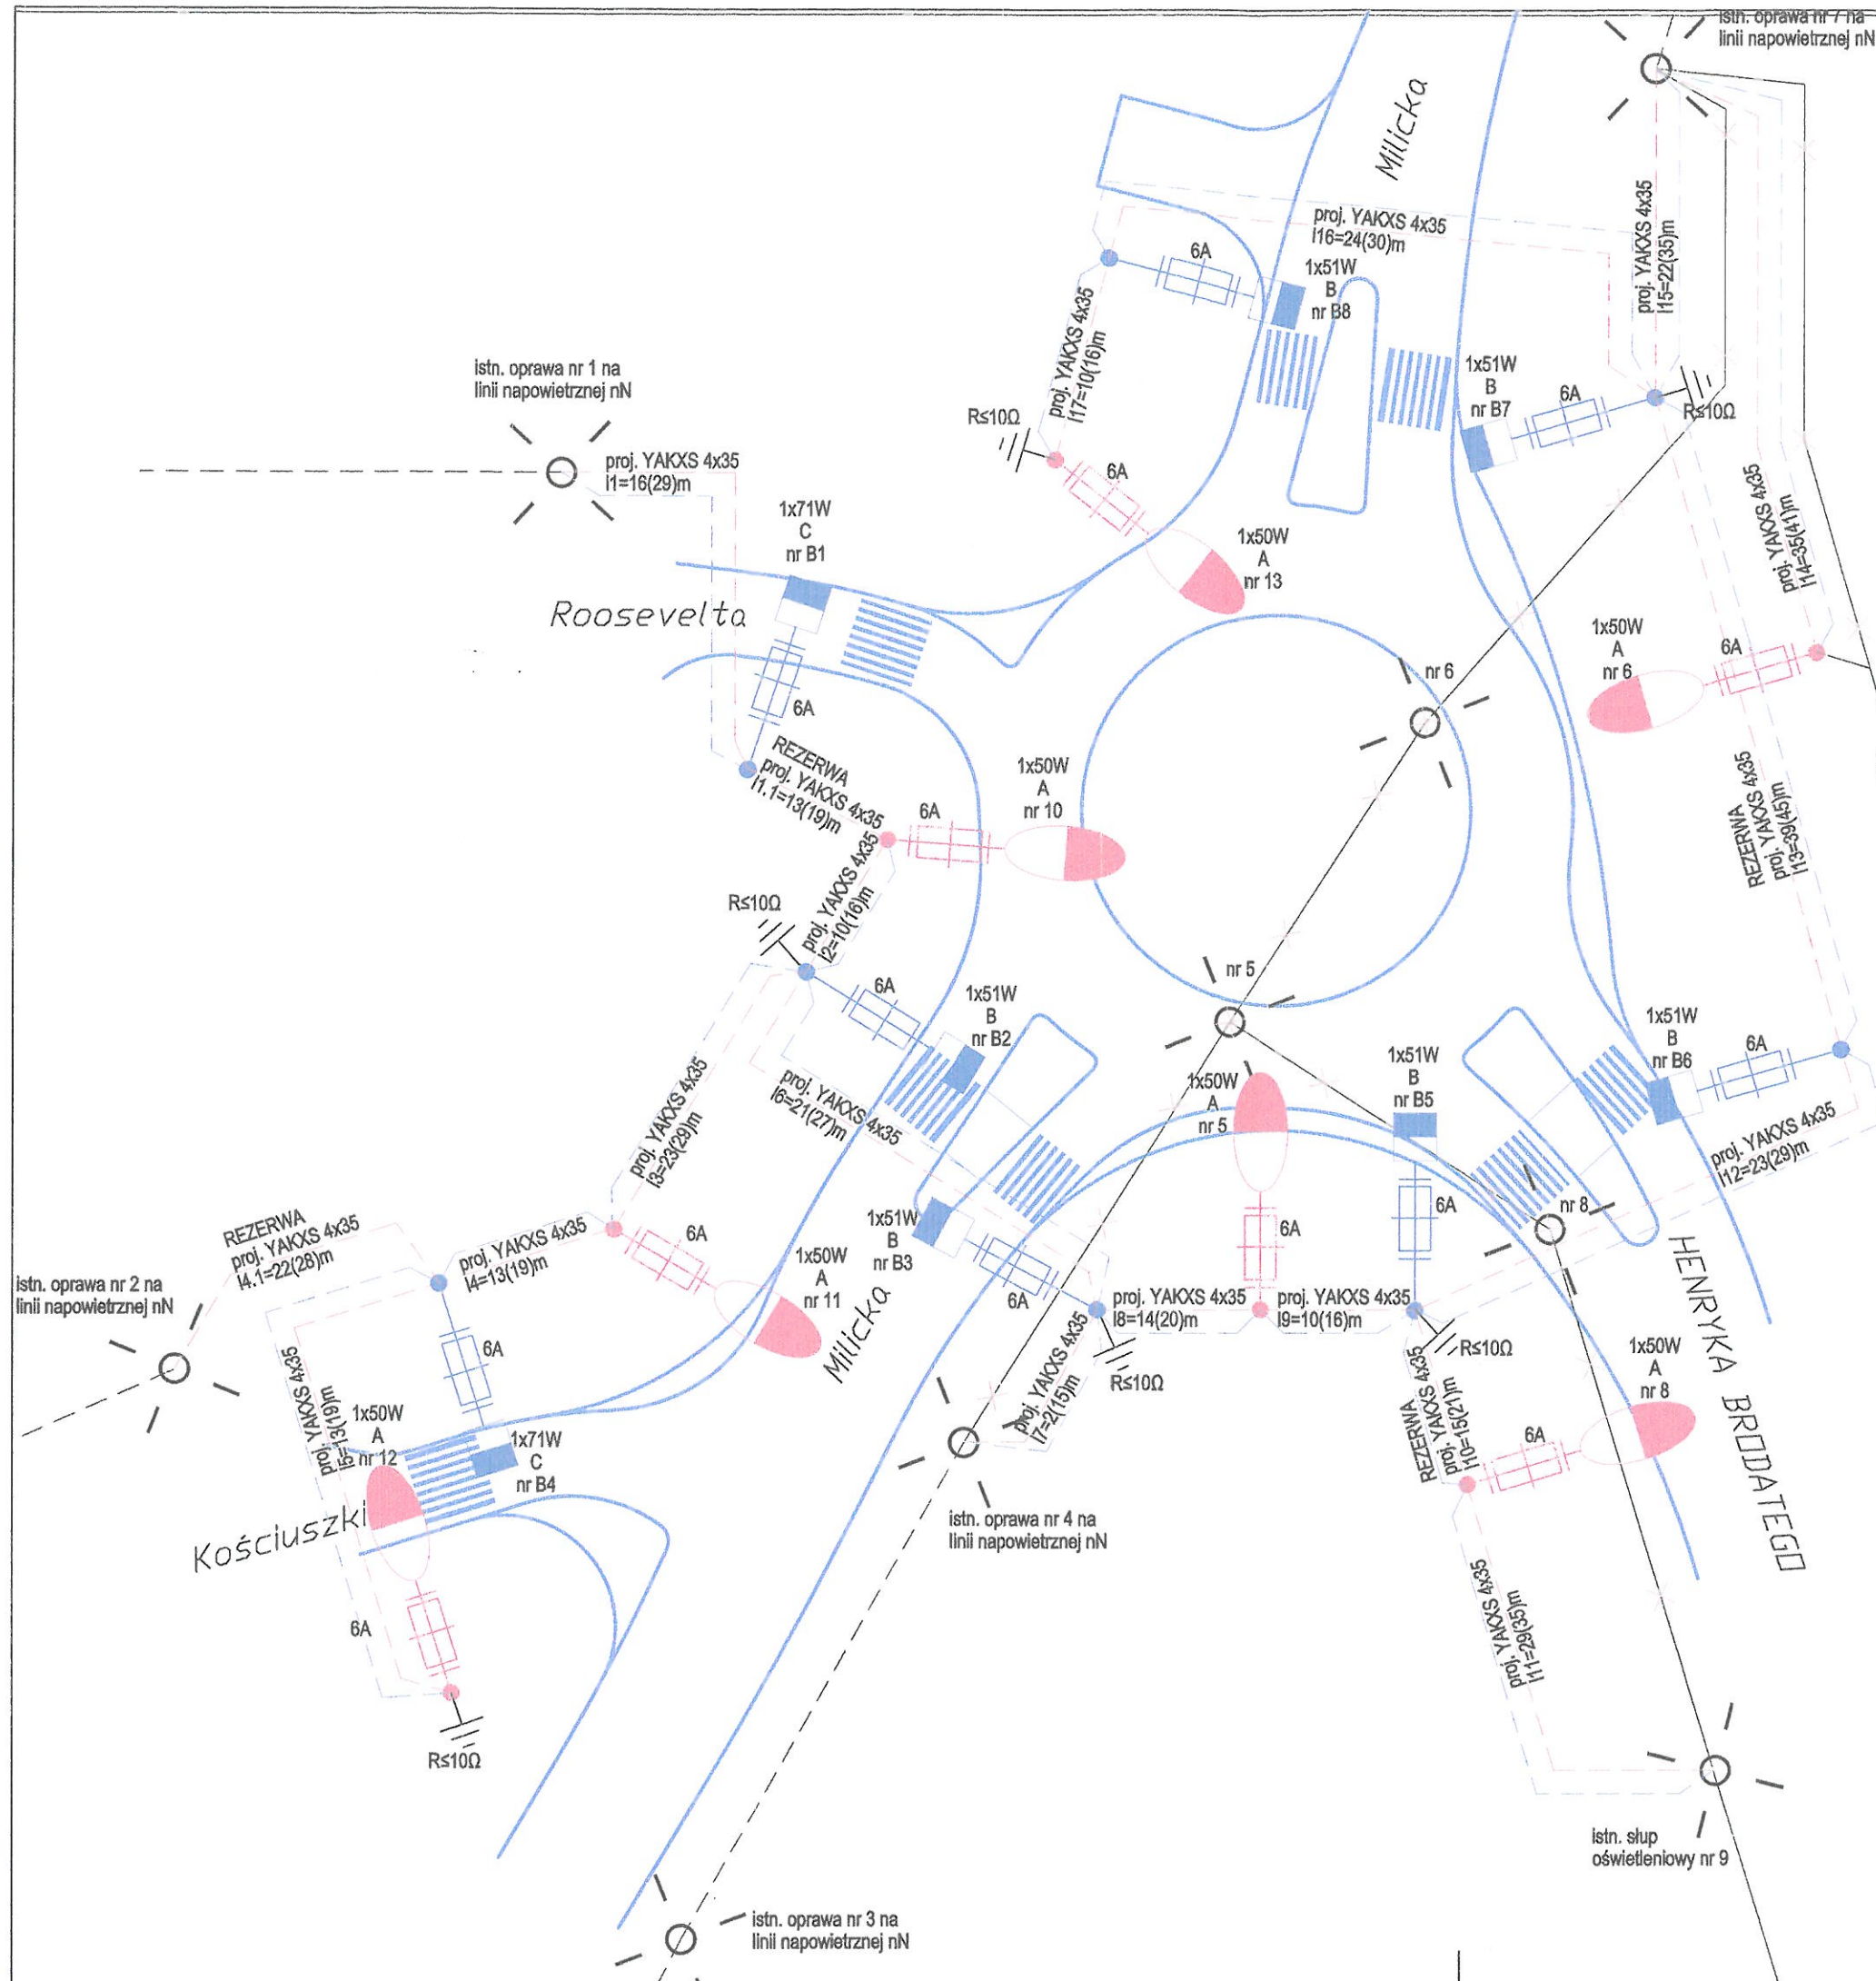 istn. oprawa nr 7 na
linii napowietrznej nN
Milicka
proj. YAKXS 4x35
l16=24(30)m
proj. YAKXS 4x35
l15=22(35)m
6A
1x51W
B
nr B8
proj. YAKXS 4x35
l17=10(16)m
istn. oprawa nr 1 na
linii napowietrznej nN
1x51W
B
nr B7
6A
R≤10Ω
R≤10Ω
proj. YAKXS 4x35
l1=16(29)m
6A
proj. YAKXS 4x35
l14=35(41)m
1x71W
C
nr B1
1x50W
A
nr 13
Roosevelta
1x50W
A
nr 6
6A
nr 6
6A
REZERWA
proj. YAKXS 4x35
l1.1=13(19)m
1x50W
A
nr 10
6A
REZERWA
proj. YAKXS 4x35
l13=39(45)m
proj. YAKXS 4x35
l2=10(16)m
R≤10Ω
nr 5
6A
1x51W
B
nr B2
1x51W
B
nr B6
6A
proj. YAKXS 4x35
l6=21(27)m
1x50W
A
nr 5
1x51W
B
nr B5
proj. YAKXS 4x35
l3=23(29)m
proj. YAKXS 4x35
l12=23(29)m
REZERWA
proj. YAKXS 4x35
l4.1=22(28)m
proj. YAKXS 4x35
l4=13(19)m
6A
1x51W
B
nr B3
6A
6A
6A
nr 8
istn. oprawa nr 2 na
linii napowietrznej nN
1x50W
A
nr 11
Milicka
proj. YAKXS 4x35
l8=14(20)m
proj. YAKXS 4x35
l9=10(16)m
HENRYKA BRODATEGO
6A
proj. YAKXS 4x35
l7=2(15)m
R≤10Ω
R≤10Ω
1x50W
A
nr 8
proj. YAKXS 4x35
l5=13(19)m
1x50W
A
nr 12
1x71W
C
nr B4
REZERWA
proj. YAKXS 4x35
l10=15(21)m
6A
Kościuszki
istn. oprawa nr 4 na
linii napowietrznej nN
6A
proj. YAKXS 4x35
l11=29(35)m
R≤10Ω
istn. słup
oświetleniowy nr 9
istn. oprawa nr 3 na
linii napowietrznej nN